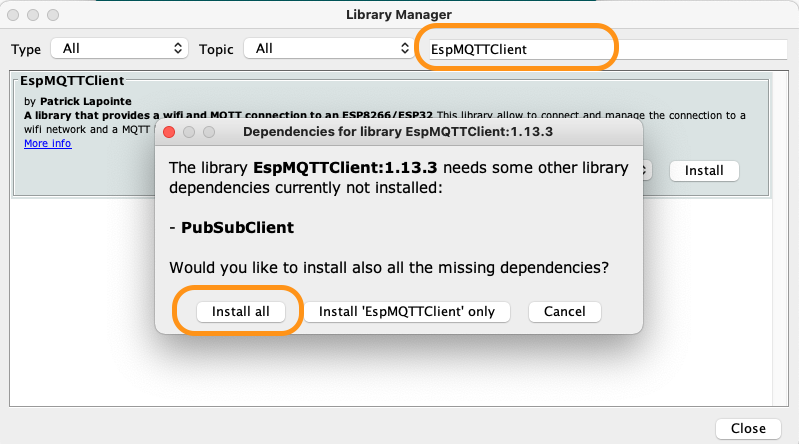 Library Manager
Type All Topic All EspMQTTClient
EspMQTTClient
by Patrick Lapointe
A library that provides a wifi and MQTT connection to an ESP8266/ESP32 This library allow to connect and manage the connection to a
wifi network and a MQTT
More info
Install
Dependencies for library EspMQTTClient:1.13.3
The library EspMQTTClient:1.13.3 needs some other library
dependencies currently not installed:
- PubSubClient
Would you like to install also all the missing dependencies?
Install all Install 'EspMQTTClient' only Cancel
Close